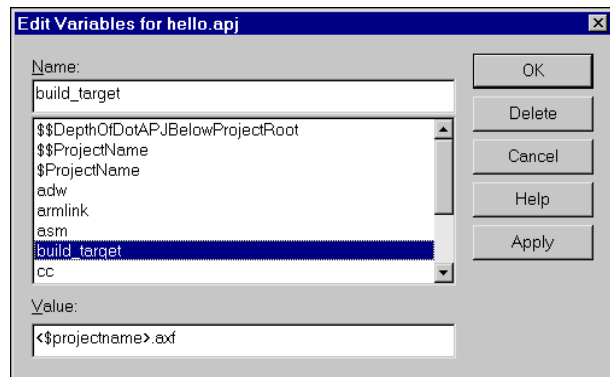 Edit Variables for hello.apj
Name:
build_target
$$DepthOfDotAPJBelowProjectRoot
$$ProjectName
$ProjectName
adw
armlink
asm
build_target
cc
Value:
<$projectname>.axf
OK
Delete
Cancel
Help
Apply